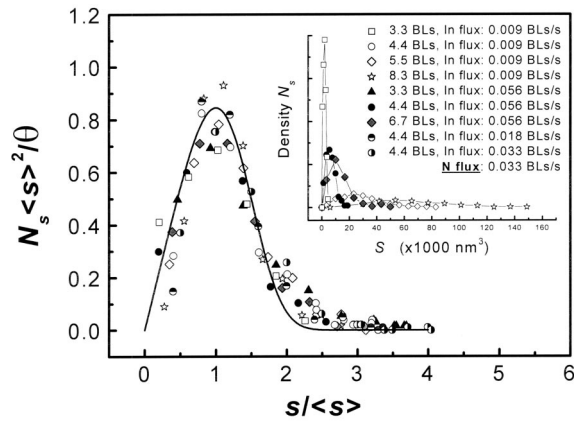 1.2
1.0
0.8
0.6
0.4
0.2
0.0
N_s<s>²/θ
0 1 2 3 4 5 6
s/<s>
3.3 BLs, In flux: 0.009 BLs/s
4.4 BLs, In flux: 0.009 BLs/s
5.5 BLs, In flux: 0.009 BLs/s
8.3 BLs, In flux: 0.009 BLs/s
3.3 BLs, In flux: 0.056 BLs/s
4.4 BLs, In flux: 0.056 BLs/s
6.7 BLs, In flux: 0.056 BLs/s
4.4 BLs, In flux: 0.018 BLs/s
4.4 BLs, In flux: 0.033 BLs/s
N flux: 0.033 BLs/s
Density N_s
0 20 40 60 80 100 120 140 160
S (x1000 nm³)